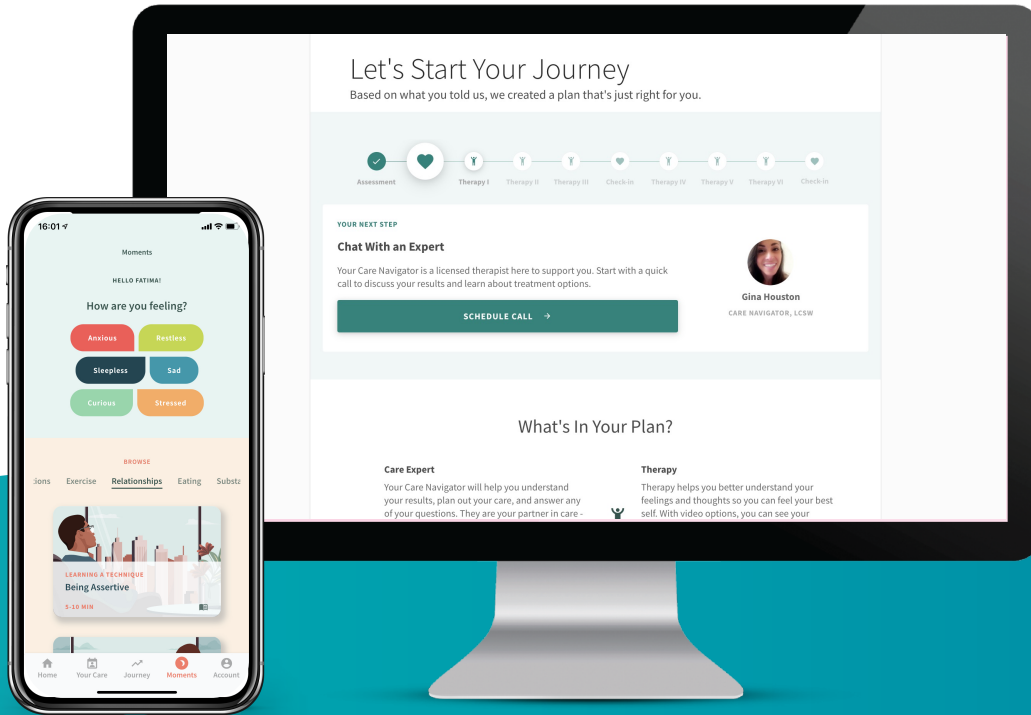 Let's Start Your Journey
Based on what you told us, we created a plan that's just right for you.
Assessment
Therapy I
Therapy II
Therapy III
Check-in
Therapy IV
Therapy V
Therapy VI
Check-in
YOUR NEXT STEP
Chat With an Expert
Your Care Navigator is a licensed therapist here to support you. Start with a quick
call to discuss your results and learn about treatment options.
SCHEDULE CALL →
Gina Houston
CARE NAVIGATOR, LCSW
What's In Your Plan?
Care Expert
Your Care Navigator will help you understand
your results, plan out your care, and answer any
of your questions. They are your partner in care -
Therapy
Therapy helps you better understand your
feelings and thoughts so you can feel your best
self. With video options, you can see your
16:01
Moments
HELLO FATIMA!
How are you feeling?
Anxious
Restless
Sleepless
Sad
Curious
Stressed
BROWSE
ions Exercise Relationships Eating Substa
LEARNING A TECHNIQUE
Being Assertive
5-10 MIN
Home Your Care Journey Moments Account